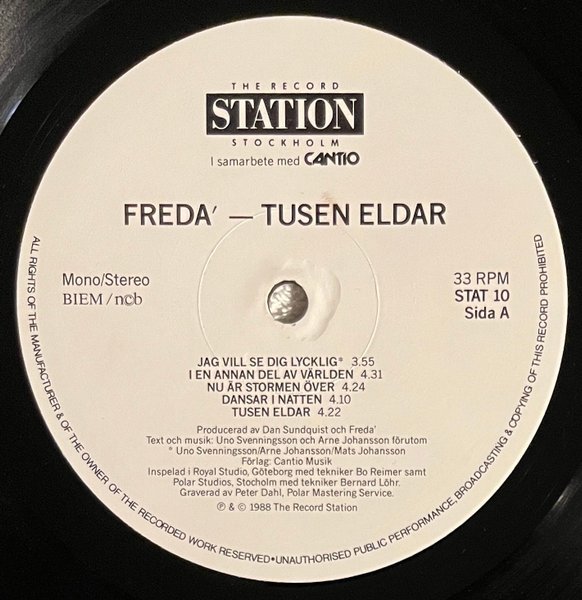 THE RECORD
STATION
STOCKHOLM
I samarbete med CANTIO
FREDA' — TUSEN ELDAR
Mono/Stereo
BIEM/ncb
33 RPM
STAT 10
Sida A
JAG VILL SE DIG LYCKLIG* 3.55
I EN ANNAN DEL AV VÄRLDEN 4.31
NU ÄR STORMEN ÖVER 4.24
DANSAR I NATTEN 4.10
TUSEN ELDAR 4.22
Producerad av Dan Sundquist och Freda'
Text och musik: Uno Svenningsson och Arne Johansson förutom
* Uno Svenningsson/Arne Johansson/Mats Johansson
Förlag: Cantio Musik
Inspelad i Royal Studio, Göteborg med tekniker Bo Reimer samt
Polar Studios, Stocholm med tekniker Bernard Löhr.
Graverad av Peter Dahl, Polar Mastering Service.
℗ & © 1988 The Record Station
ALL RIGHTS OF THE MANUFACTURER & OF THE OWNER OF THE RECORDED WORK RESERVED•UNAUTHORISED PUBLIC PERFORMANCE, BROADCASTING & COPYING OF THIS RECORD PROHIBITED